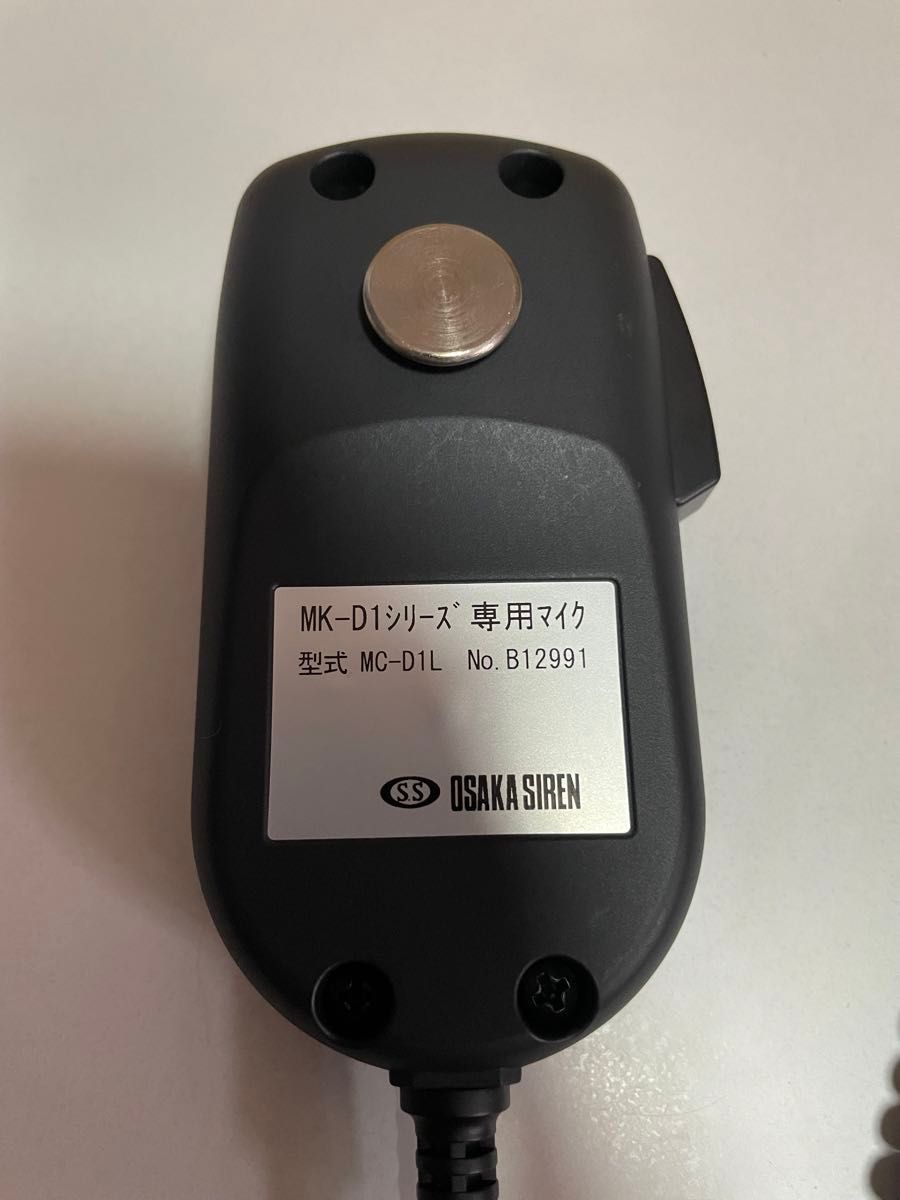 MK-D1ｼﾘｰｽﾞ 専用ﾏｲｸ
型式 MC-D1L No.B12991
S.S OSAKA SIREN